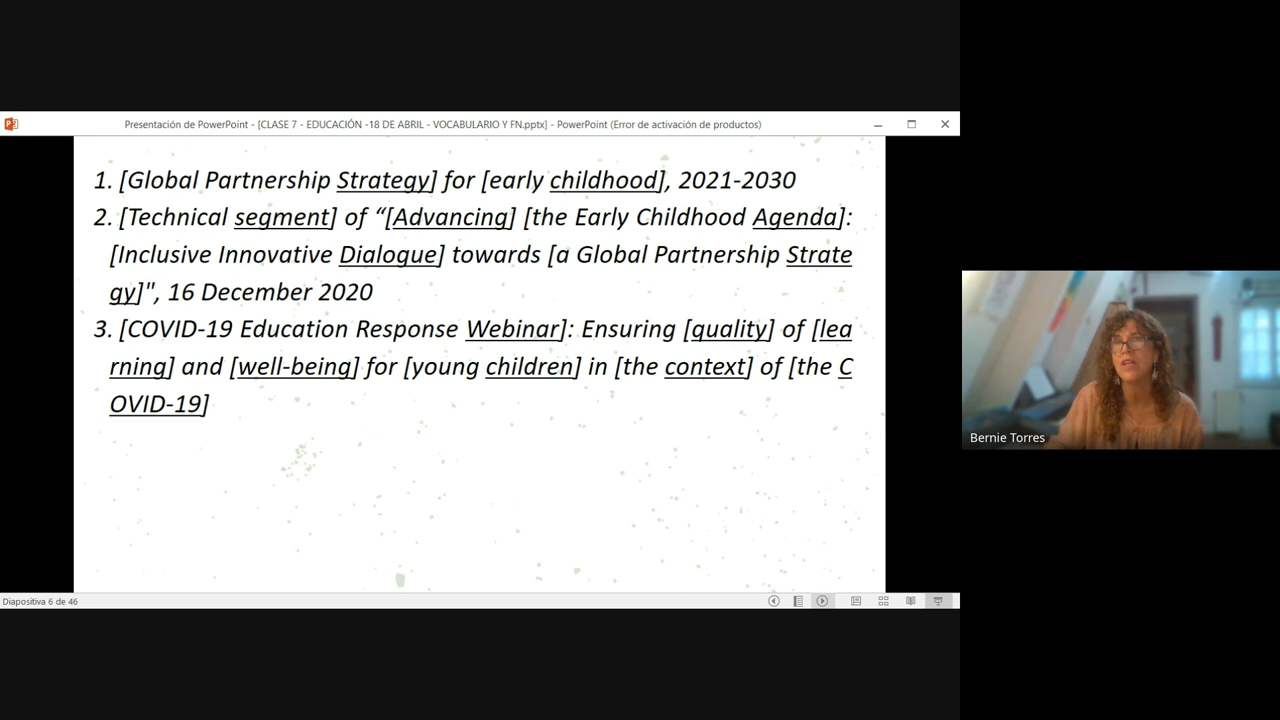 Presentación de PowerPoint - [CLASE 7 - EDUCACIÓN -18 DE ABRIL - VOCABULARIO Y FN.pptx] - PowerPoint (Error de activación de productos)
1. [Global Partnership Strategy] for [early childhood], 2021-2030
2. [Technical segment] of “[Advancing] [the Early Childhood Agenda]:
[Inclusive Innovative Dialogue] towards [a Global Partnership Strate
gy]", 16 December 2020
3. [COVID-19 Education Response Webinar]: Ensuring [quality] of [lea
rning] and [well-being] for [young children] in [the context] of [the C
OVID-19]
Bernie Torres
Diapositiva 6 de 46